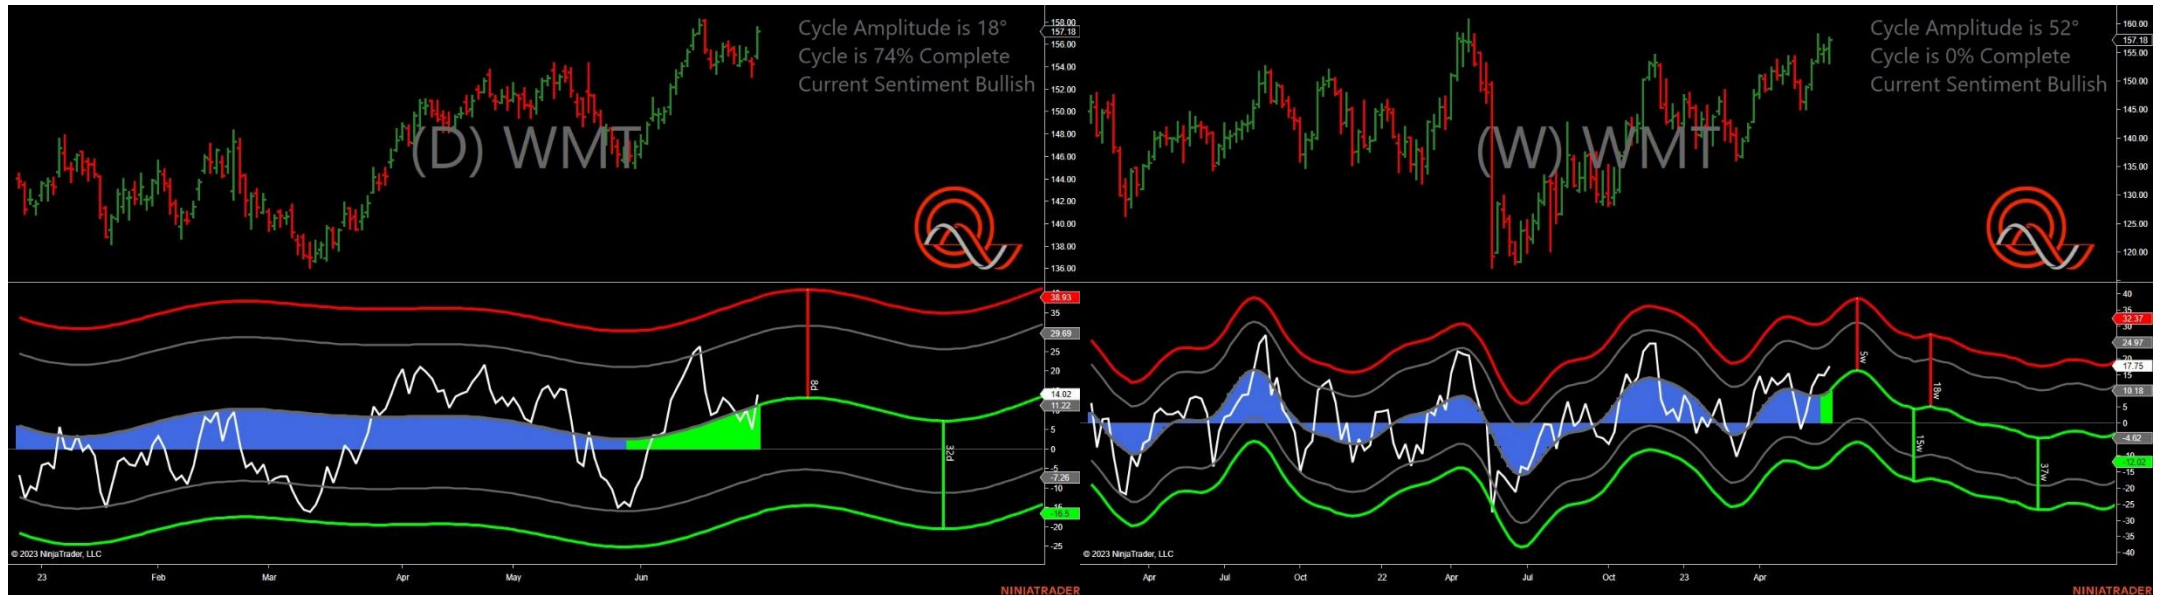 Cycle Amplitude is 18°
Cycle is 74% Complete
Current Sentiment Bullish
(D) WMT
158.00
157.18
156.00
154.00
152.00
150.00
148.00
146.00
144.00
142.00
140.00
138.00
136.00
38.93
35
29.69
25
20
14.02
11.22
5
0
-7.26
-10
-16.5
-20
-25
8d
32d
© 2023 NinjaTrader, LLC
23
Feb
Mar
Apr
May
Jun
NINJATRADER
Cycle Amplitude is 52°
Cycle is 0% Complete
Current Sentiment Bullish
(W) WMT
160.00
157.18
155.00
150.00
145.00
140.00
135.00
130.00
125.00
120.00
40
35
32.37
30
24.97
20
17.75
15
10.18
5
0
-4.62
-12.02
-15
-20
-25
-30
-35
-40
5w
18w
15w
37w
© 2023 NinjaTrader, LLC
Apr
Jul
Oct
22
Apr
Jul
Oct
23
Apr
NINJATRADER